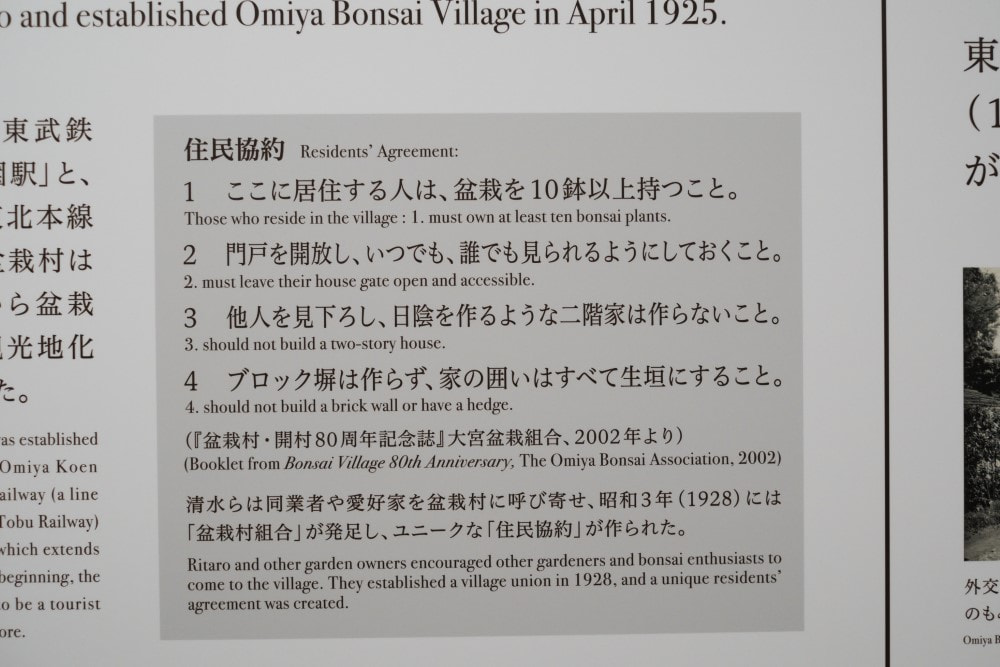 o and established Omiya Bonsai Village in April 1925.
東武鉄
駅」と、
北本線
栽村は
ら盆栽
光地化
た。
was established
Omiya Koen
ailway (a line
Tobu Railway)
which extends
beginning, the
o be a tourist
ore.
住民協約 Residents' Agreement:
1 ここに居住する人は、盆栽を10鉢以上持つこと。
Those who reside in the village : 1. must own at least ten bonsai plants.
2 門戸を開放し、いつでも、誰でも見られるようにしておくこと。
2. must leave their house gate open and accessible.
3 他人を見下ろし、日陰を作るような二階家は作らないこと。
3. should not build a two-story house.
4 ブロック塀は作らず、家の囲いはすべて生垣にすること。
4. should not build a brick wall or have a hedge.
(『盆栽村・開村80周年記念誌』大宮盆栽組合、2002年より)
(Booklet from Bonsai Village 80th Anniversary, The Omiya Bonsai Association, 2002)
清水らは同業者や愛好家を盆栽村に呼び寄せ、昭和3年(1928)には
「盆栽村組合」が発足し、ユニークな「住民協約」が作られた。
Ritaro and other garden owners encouraged other gardeners and bonsai enthusiasts to
come to the village. They established a village union in 1928, and a unique residents'
agreement was created.
東
(1
が
外交
のも
Omiya B